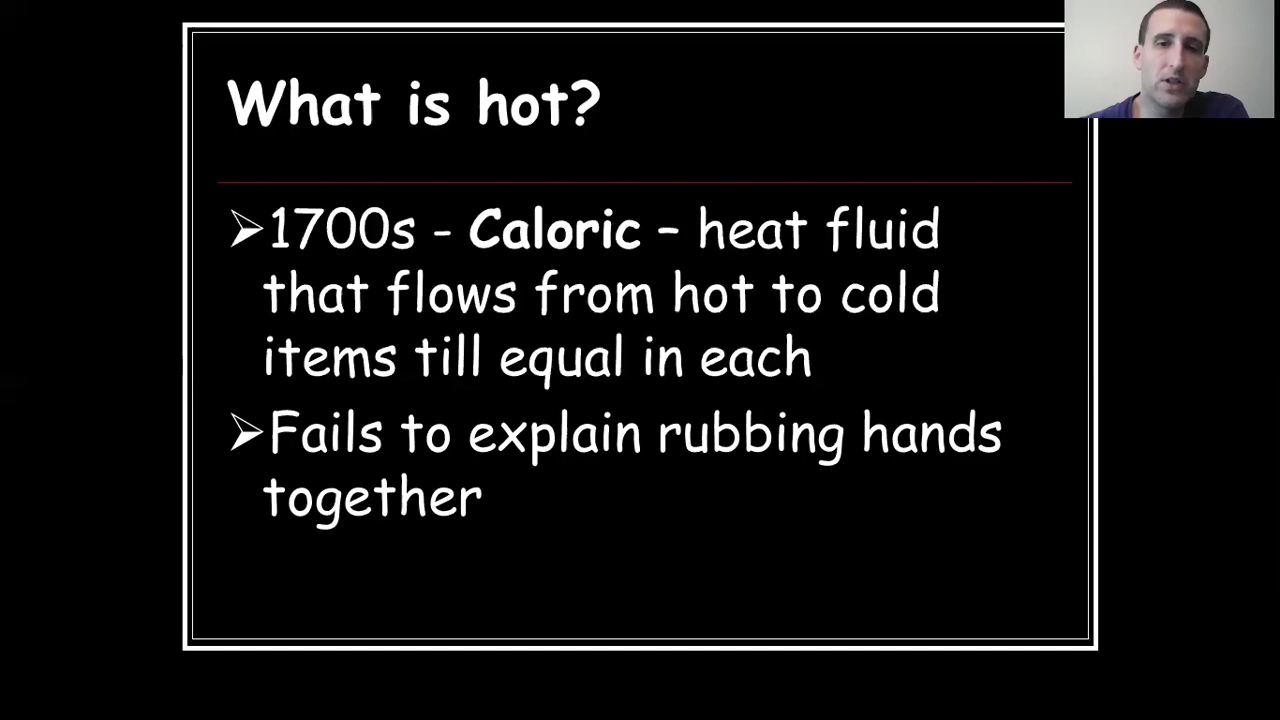 What is hot?
➢1700s - Caloric – heat fluid
that flows from hot to cold
items till equal in each
➢Fails to explain rubbing hands
together